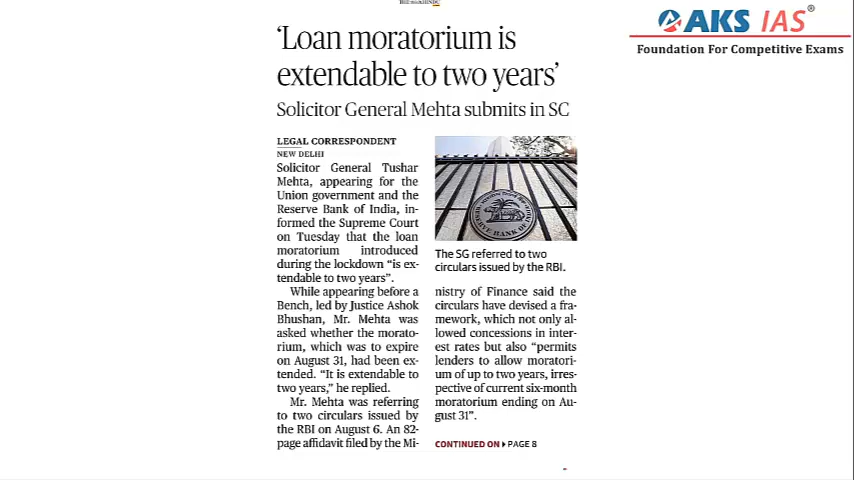 THE HINDU
AKS IAS®
Foundation For Competitive Exams
‘Loan moratorium is
extendable to two years’
Solicitor General Mehta submits in SC
LEGAL CORRESPONDENT
NEW DELHI
Solicitor General Tushar
Mehta, appearing for the
Union government and the
Reserve Bank of India, in-
formed the Supreme Court
on Tuesday that the loan
moratorium introduced
during the lockdown “is ex-
tendable to two years”.
While appearing before a
Bench, led by Justice Ashok
Bhushan, Mr. Mehta was
asked whether the morato-
rium, which was to expire
on August 31, had been ex-
tended. “It is extendable to
two years,” he replied.
Mr. Mehta was referring
to two circulars issued by
the RBI on August 6. An 82-
page affidavit filed by the Mi-
RESERVE BANK OF
The SG referred to two
circulars issued by the RBI.
nistry of Finance said the
circulars have devised a fra-
mework, which not only al-
lowed concessions in inter-
est rates but also “permits
lenders to allow moratori-
um of up to two years, irres-
pective of current six-month
moratorium ending on Au-
gust 31”.
CONTINUED ON PAGE 8